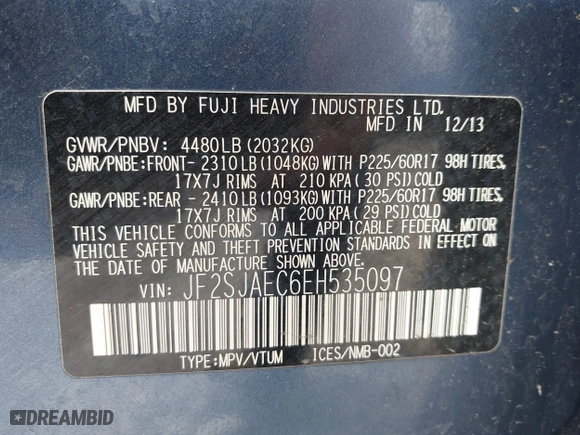 MFD BY FUJI HEAVY INDUSTRIES LTD.
MFD IN 12/13
GVWR/PNBV: 4480LB(2032KG)
GAWR/PNBE:FRONT-2310LB(1048KG)WITH P225/60R17 98H TIRES,
17X7J RIMS AT 210 KPA(30 PSI)COLD
GAWR/PNBE:REAR -2410LB(1093KG)WITH P225/60R17 98H TIRES,
17X7J RIMS AT 200 KPA(29 PSI)COLD
THIS VEHICLE CONFORMS TO ALL APPLICABLE FEDERAL MOTOR
VEHICLE SAFETY AND THEFT PREVENTION STANDARDS IN EFFECT ON
THE DATE OF MANUFACTURE SHOWN ABOVE.
VIN: JF2SJAEC6EH535097
TYPE:MPV/VTUM ICES/NMB-002
DREAMBID